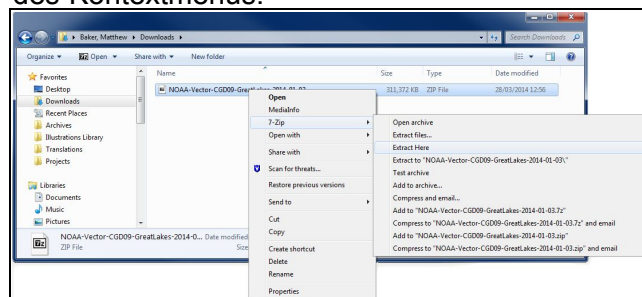 des Kontextmenüs.
Baker, Matthew ▸ Downloads ▸
Search Downloads
Organize ▾ Open ▾ Share with ▾ New folder
Name Size Type Date modified
Favorites
Desktop
Downloads
Recent Places
Archives
Illustrations Library
Translations
Projects
Libraries
Documents
Music
Pictures
NOAA-Vector-CGD09-GreatLakes-2014-01-03 311,372 KB ZIP File 28/03/2014 12:56
Open
MediaInfo
7-Zip
Open with
Share with
Scan for threats...
Restore previous versions
Send to
Cut
Copy
Create shortcut
Delete
Rename
Properties
Open archive
Extract files...
Extract Here
Extract to "NOAA-Vector-CGD09-GreatLakes-2014-01-03\"
Test archive
Add to archive...
Compress and email...
Add to "NOAA-Vector-CGD09-GreatLakes-2014-01-03.7z"
Compress to "NOAA-Vector-CGD09-GreatLakes-2014-01-03.7z" and email
Add to "NOAA-Vector-CGD09-GreatLakes-2014-01-03.zip"
Compress to "NOAA-Vector-CGD09-GreatLakes-2014-01-03.zip" and email
NOAA-Vector-CGD09-GreatLakes-2014-0... Date modified
ZIP File Size